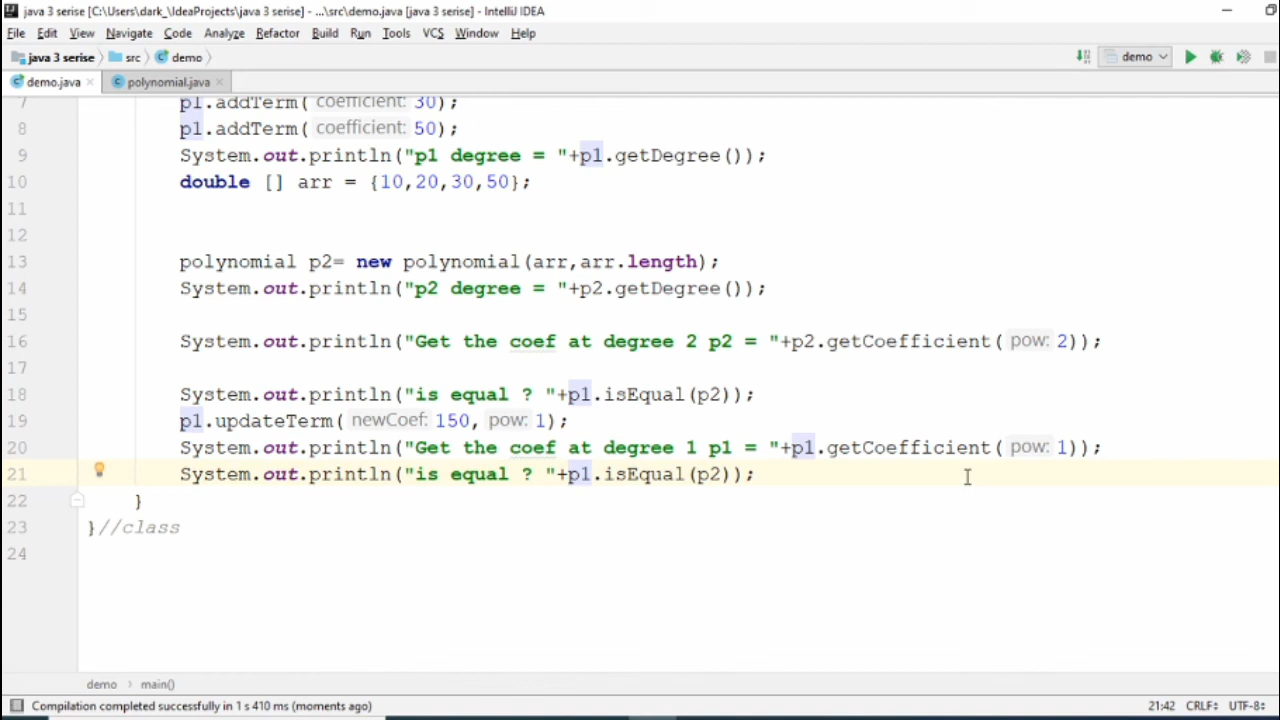 java 3 serise [C:\Users\dark_\IdeaProjects\java 3 serise] - ...\src\demo.java [java 3 serise] - IntelliJ IDEA
File Edit View Navigate Code Analyze Refactor Build Run Tools VCS Window Help
java 3 serise src demo demo
demo.java polynomial.java
7 p1.addTerm( coefficient: 30);
8 p1.addTerm( coefficient: 50);
9 System.out.println("p1 degree = "+p1.getDegree());
10 double [] arr = {10,20,30,50};
11
12
13 polynomial p2= new polynomial(arr,arr.length);
14 System.out.println("p2 degree = "+p2.getDegree());
15
16 System.out.println("Get the coef at degree 2 p2 = "+p2.getCoefficient( pow: 2));
17
18 System.out.println("is equal ? "+p1.isEqual(p2));
19 p1.updateTerm( newCoef: 150, pow: 1);
20 System.out.println("Get the coef at degree 1 p1 = "+p1.getCoefficient( pow: 1));
21 System.out.println("is equal ? "+p1.isEqual(p2));
22 }
23 }//class
24
demo main()
Compilation completed successfully in 1 s 410 ms (moments ago) 21:42 CRLF UTF-8